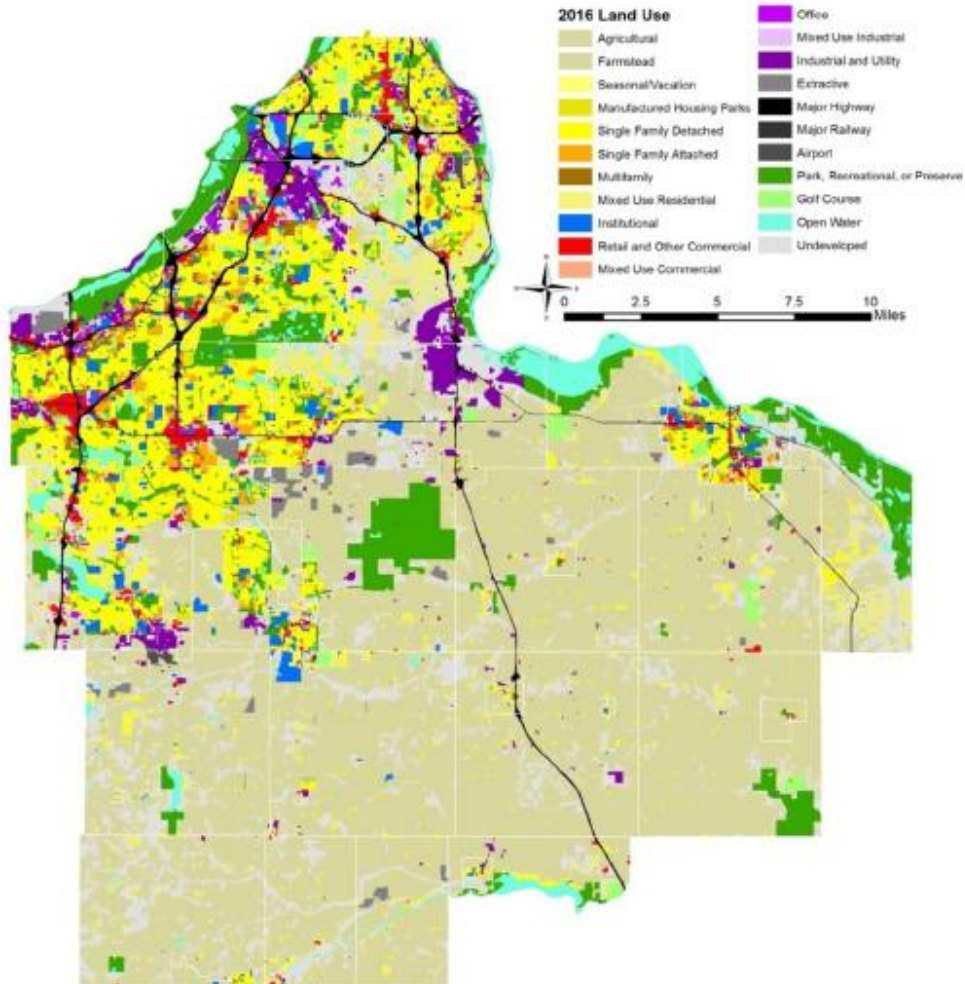 2016 Land Use
Agricultural
Farmstead
Seasonal/Vacation
Manufactured Housing Parks
Single Family Detached
Single Family Attached
Multifamily
Mixed Use Residential
Institutional
Retail and Other Commercial
Mixed Use Commercial
Office
Mixed Use Industrial
Industrial and Utility
Extractive
Major Highway
Major Railway
Airport
Park, Recreational, or Preserve
Golf Course
Open Water
Undeveloped
0 2.5 5 7.5 10
Miles